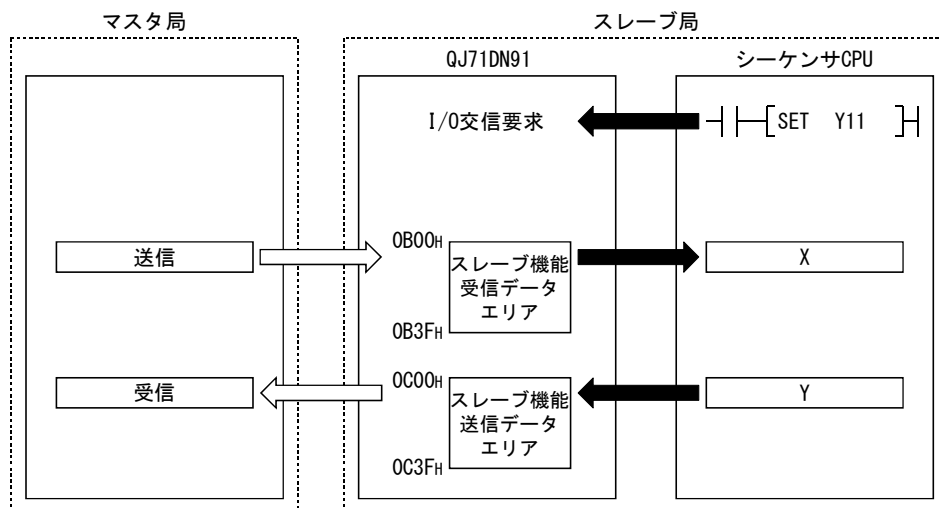 マスタ局
スレーブ局
QJ71DN91
シーケンサCPU
I/O交信要求
SET Y11
送信
0B00H
スレーブ機能
受信データ
エリア
0B3FH
X
受信
0C00H
スレーブ機能
送信データ
エリア
0C3FH
Y